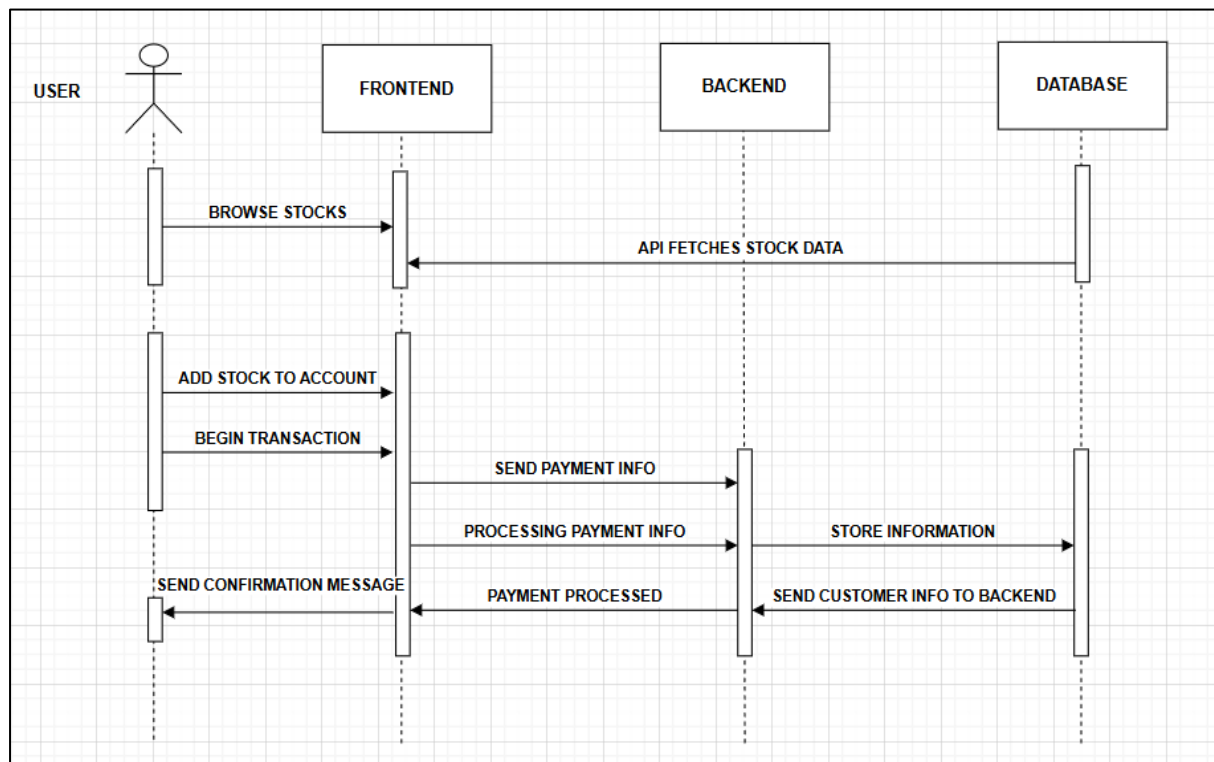 USER
FRONTEND
BACKEND
DATABASE
BROWSE STOCKS
API FETCHES STOCK DATA
ADD STOCK TO ACCOUNT
BEGIN TRANSACTION
SEND PAYMENT INFO
PROCESSING PAYMENT INFO
STORE INFORMATION
SEND CONFIRMATION MESSAGE
PAYMENT PROCESSED
SEND CUSTOMER INFO TO BACKEND